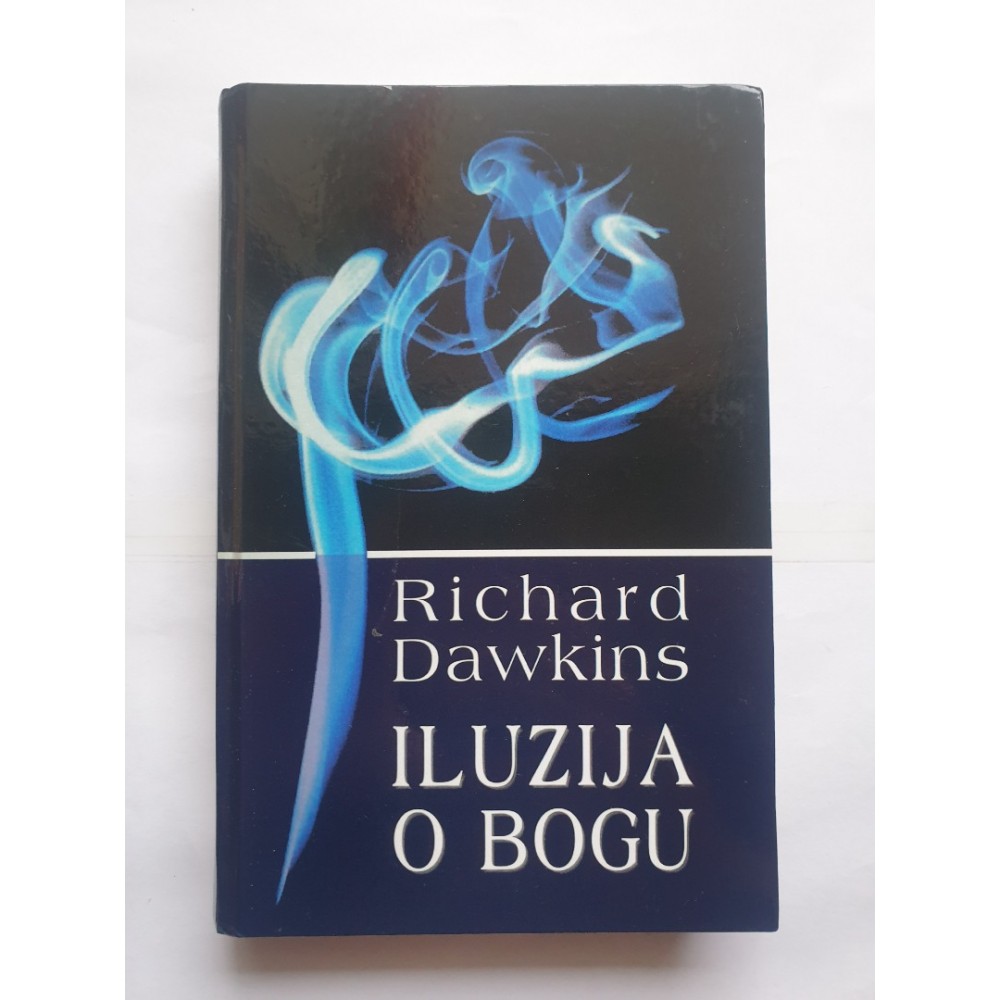 Richard
Dawkins
ILUZIJA
O BOGU